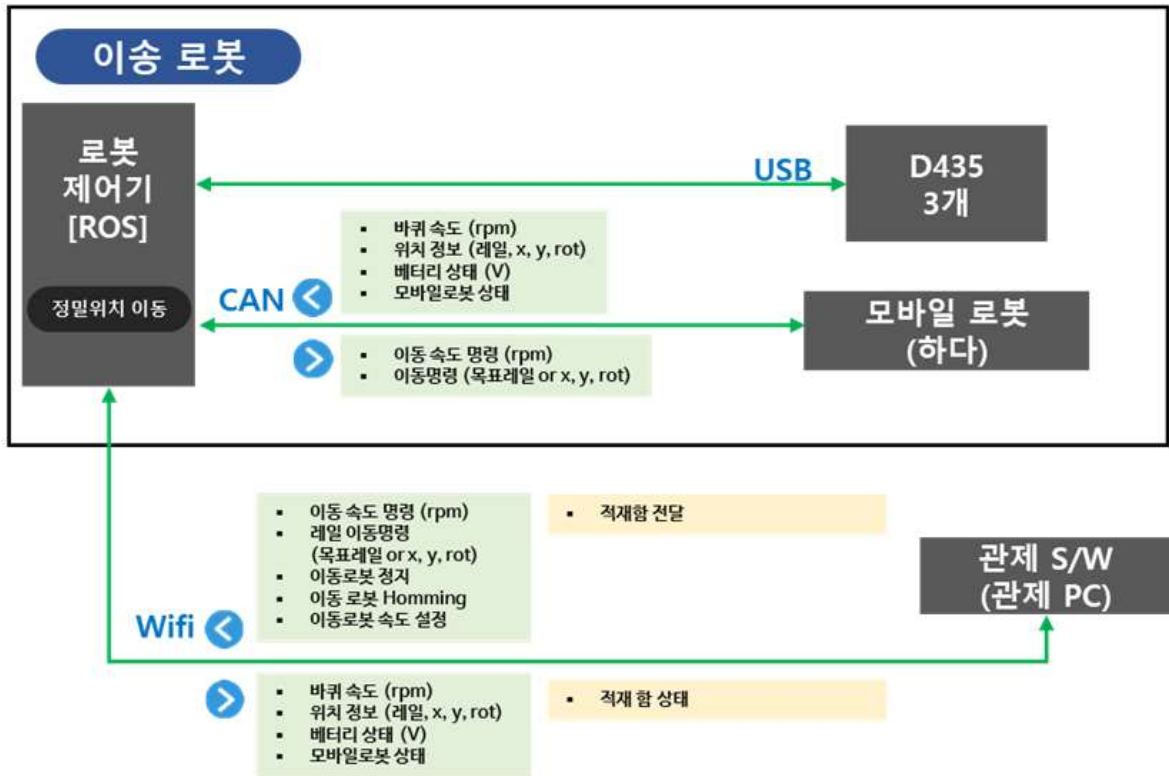 이송 로봇
로봇
제어기
[ROS]
정밀위치 이동
USB
D435
3개
▪ 바퀴 속도 (rpm)
▪ 위치 정보 (레일, x, y, rot)
▪ 베터리 상태 (V)
▪ 모바일로봇 상태
CAN
모바일 로봇
(하다)
▪ 이동 속도 명령 (rpm)
▪ 이동명령 (목표레일 or x, y, rot)
▪ 이동 속도 명령 (rpm)
▪ 레일 이동명령
(목표레일 or x, y, rot)
▪ 이동로봇 정지
▪ 이동 로봇 Homming
▪ 이동로봇 속도 설정
▪ 적재함 전달
관제 S/W
(관제 PC)
Wifi
▪ 바퀴 속도 (rpm)
▪ 위치 정보 (레일, x, y, rot)
▪ 베터리 상태 (V)
▪ 모바일로봇 상태
▪ 적재 함 상태